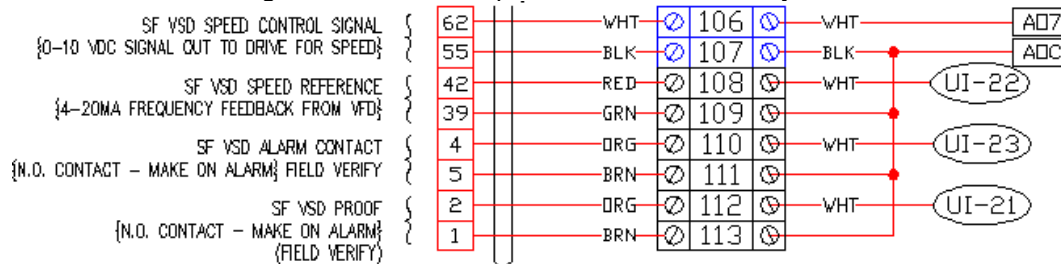 SF VSD SPEED CONTROL SIGNAL 62 WHT 106 WHT AO7
{0-10 VDC SIGNAL OUT TO DRIVE FOR SPEED} 55 BLK 107 BLK AOC
SF VSD SPEED REFERENCE 42 RED 108 WHT UI-22
{4-20MA FREQUENCY FEEDBACK FROM VFD} 39 GRN 109
SF VSD ALARM CONTACT 4 ORG 110 WHT UI-23
{N.O. CONTACT - MAKE ON ALARM} FIELD VERIFY 5 BRN 111
SF VSD PROOF 2 ORG 112 WHT UI-21
{N.O. CONTACT - MAKE ON ALARM} 1 BRN 113
(FIELD VERIFY)